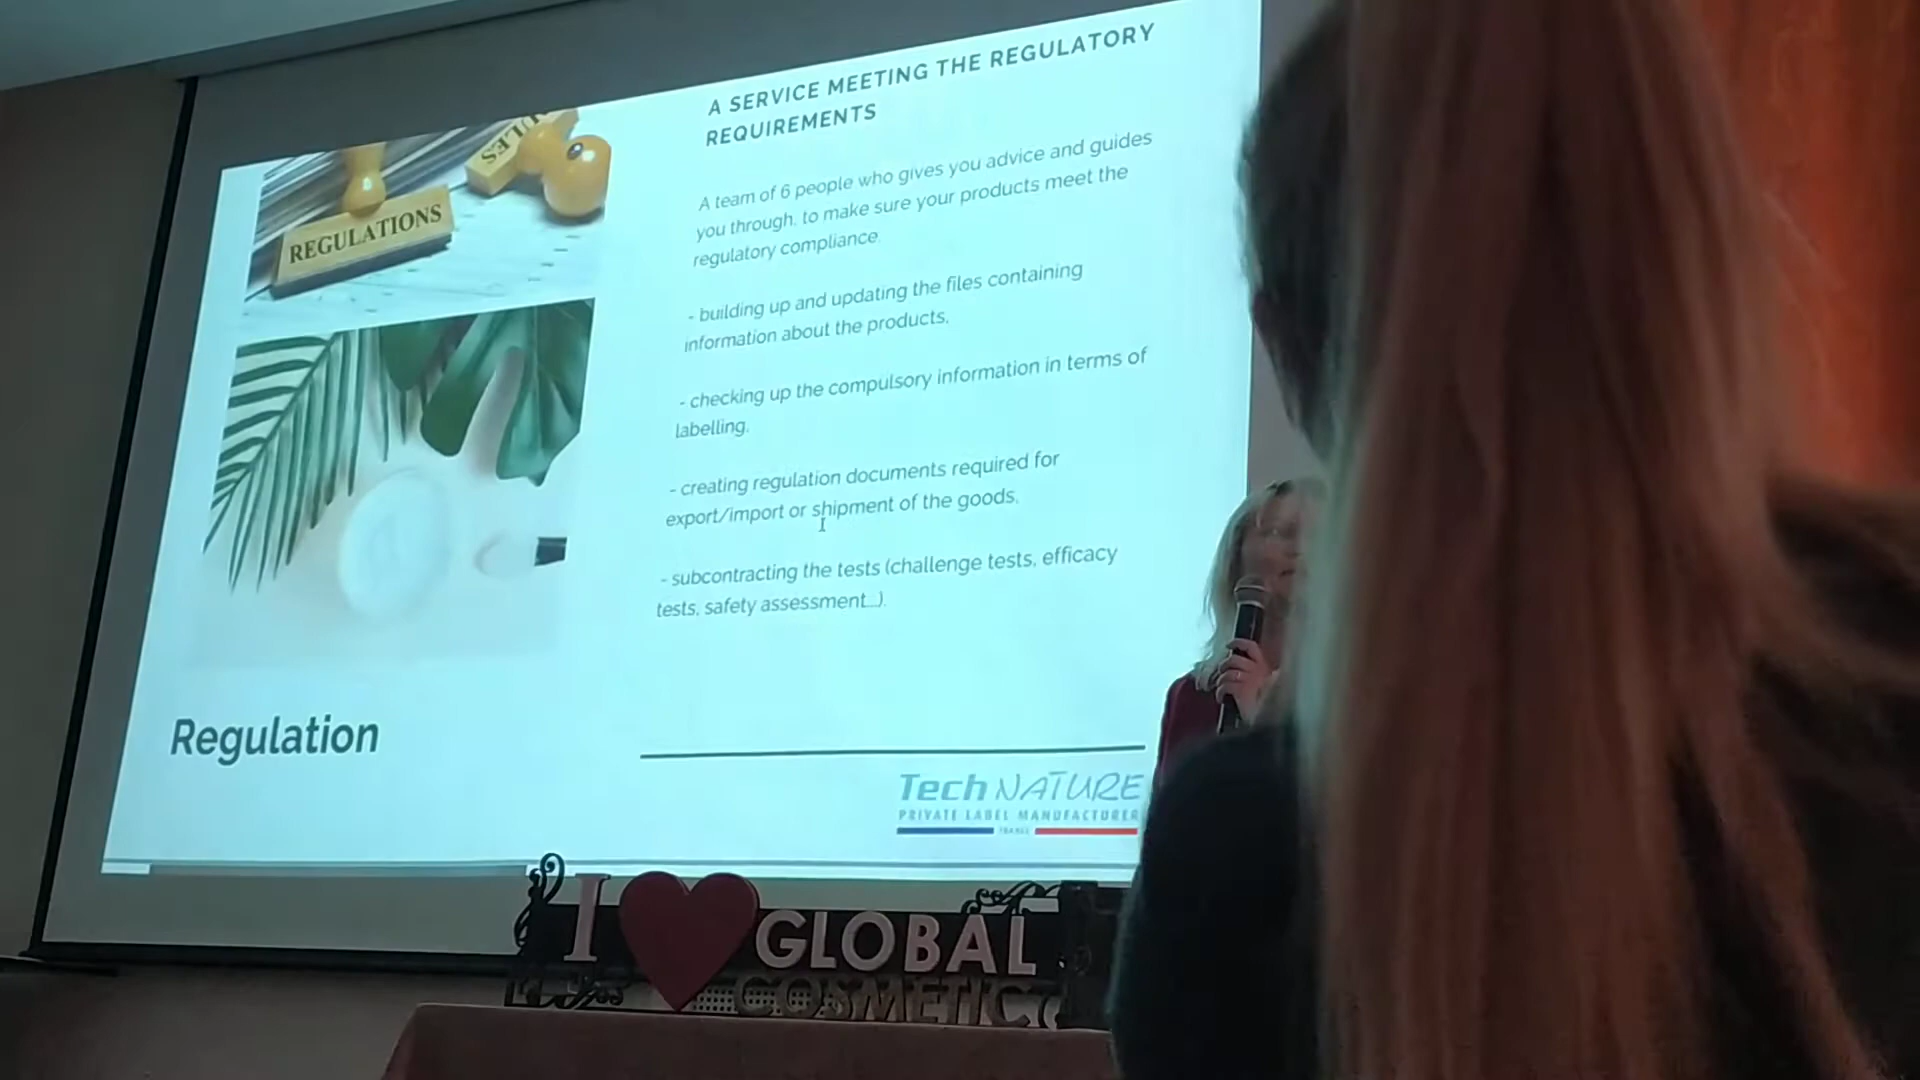 A SERVICE MEETING THE REGULATORY
REQUIREMENTS
A team of 6 people who gives you advice and guides
you through, to make sure your products meet the
regulatory compliance.
- building up and updating the files containing
information about the products,
- checking up the compulsory information in terms of
labelling,
- creating regulation documents required for
export/import or shipment of the goods,
- subcontracting the tests (challenge tests, efficacy
tests, safety assessment...).
RULES
REGULATIONS
Regulation
Tech NATURE
PRIVATE LABEL MANUFACTURER
FRANCE
I
GLOBAL
COSMETIC